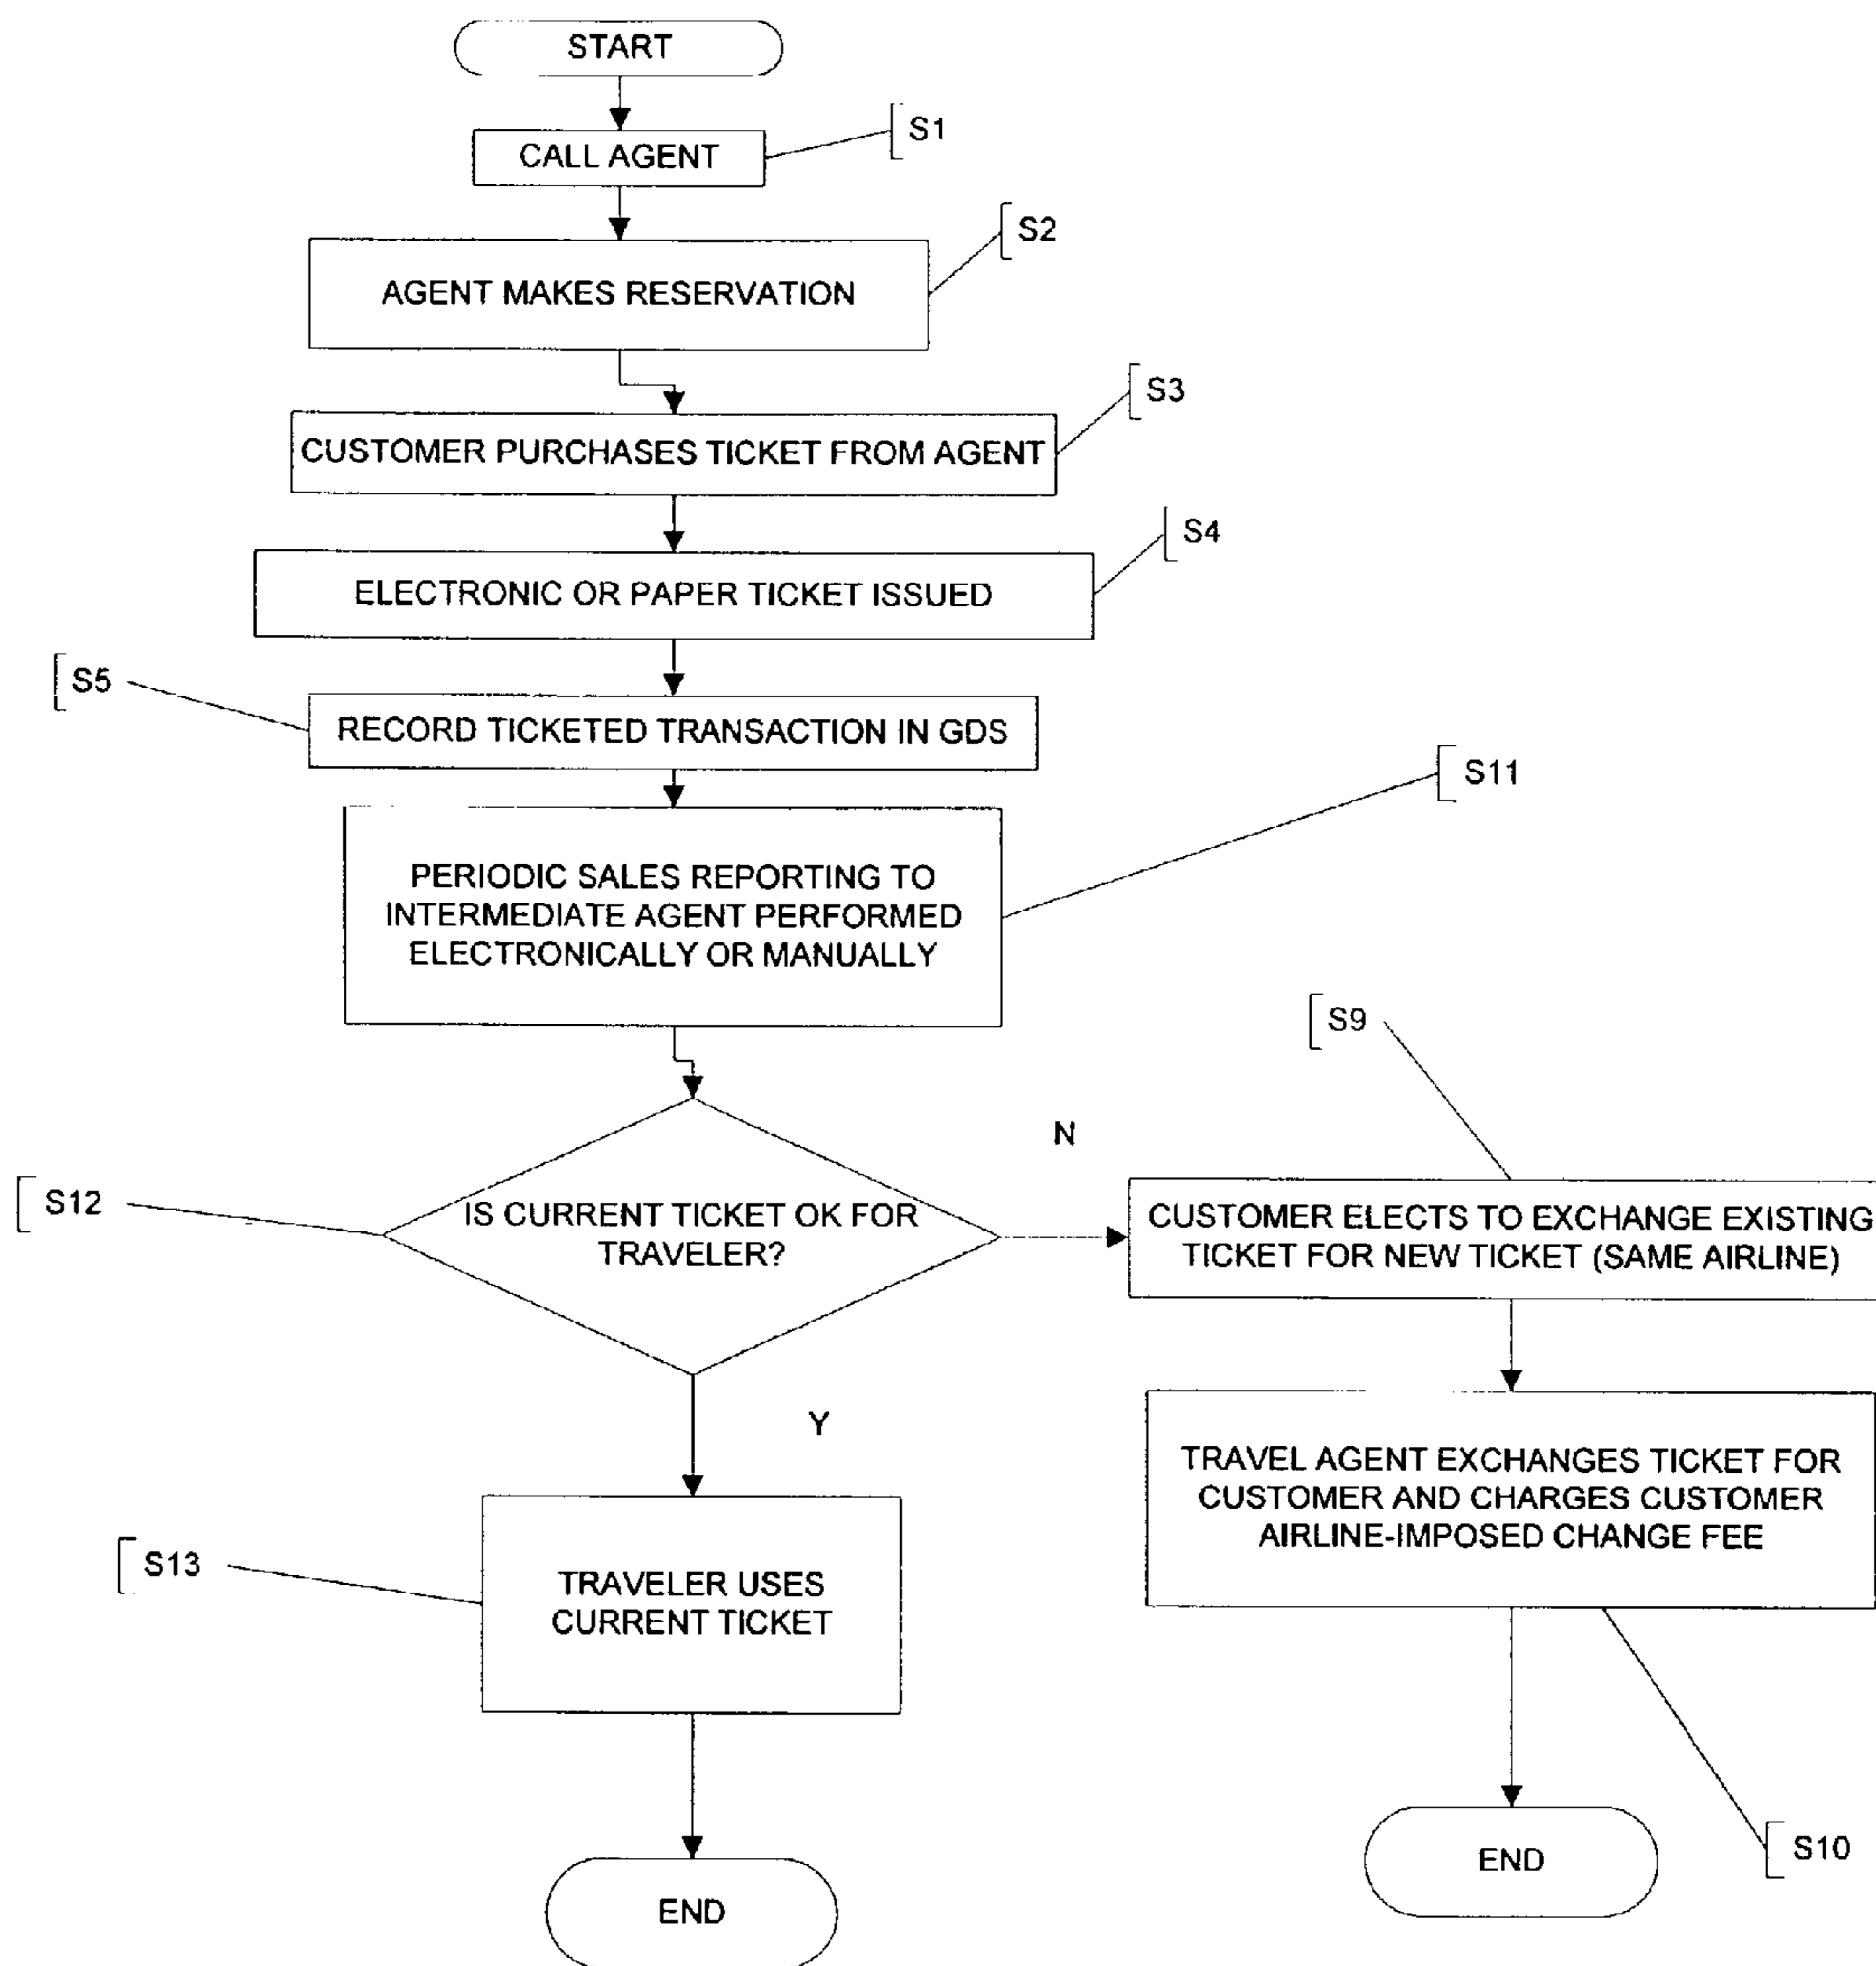 START
S1
CALL AGENT
S2
AGENT MAKES RESERVATION
S3
CUSTOMER PURCHASES TICKET FROM AGENT
S4
ELECTRONIC OR PAPER TICKET ISSUED
S5
RECORD TICKETED TRANSACTION IN GDS
S11
PERIODIC SALES REPORTING TO
INTERMEDIATE AGENT PERFORMED
ELECTRONICALLY OR MANUALLY
S9
N
S12
IS CURRENT TICKET OK FOR
TRAVELER?
CUSTOMER ELECTS TO EXCHANGE EXISTING
TICKET FOR NEW TICKET (SAME AIRLINE)
Y
TRAVEL AGENT EXCHANGES TICKET FOR
CUSTOMER AND CHARGES CUSTOMER
AIRLINE-IMPOSED CHANGE FEE
S13
TRAVELER USES
CURRENT TICKET
S10
END
END